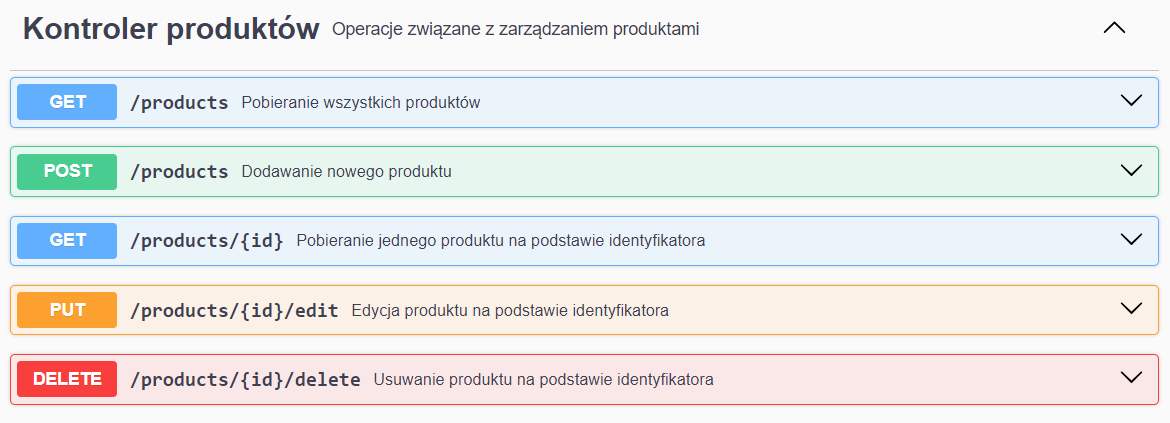 Kontroler produktów Operacje związane z zarządzaniem produktami
GET /products Pobieranie wszystkich produktów
POST /products Dodawanie nowego produktu
GET /products/{id} Pobieranie jednego produktu na podstawie identyfikatora
PUT /products/{id}/edit Edycja produktu na podstawie identyfikatora
DELETE /products/{id}/delete Usuwanie produktu na podstawie identyfikatora